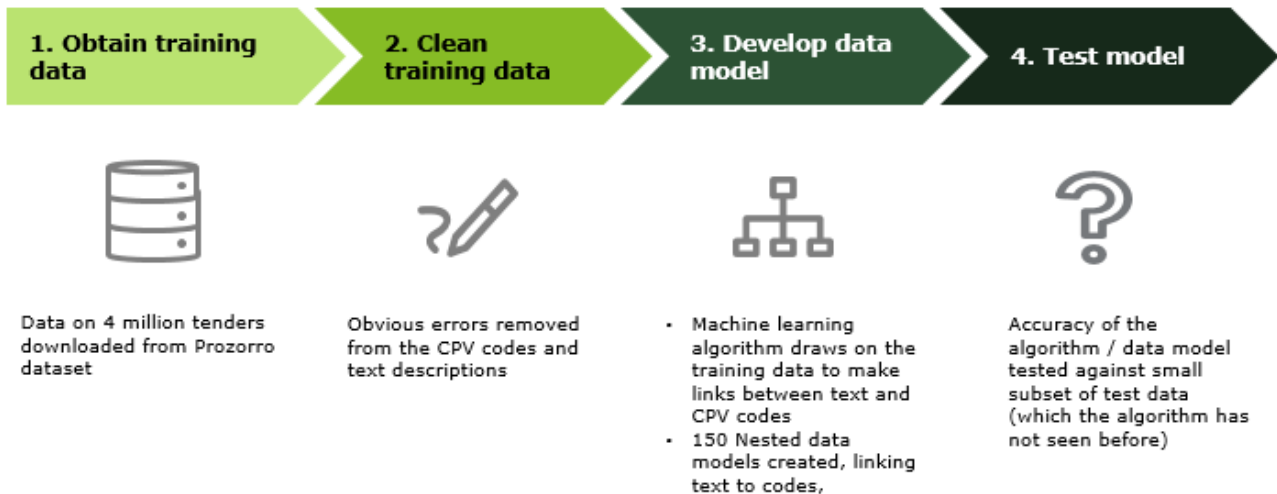 1. Obtain training
data
2. Clean
training data
3. Develop data
model
4. Test model
Data on 4 million tenders
downloaded from Prozorro
dataset
Obvious errors removed
from the CPV codes and
text descriptions
• Machine learning
algorithm draws on the
training data to make
links between text and
CPV codes
• 150 Nested data
models created, linking
text to codes,
Accuracy of the
algorithm / data model
tested against small
subset of test data
(which the algorithm has
not seen before)